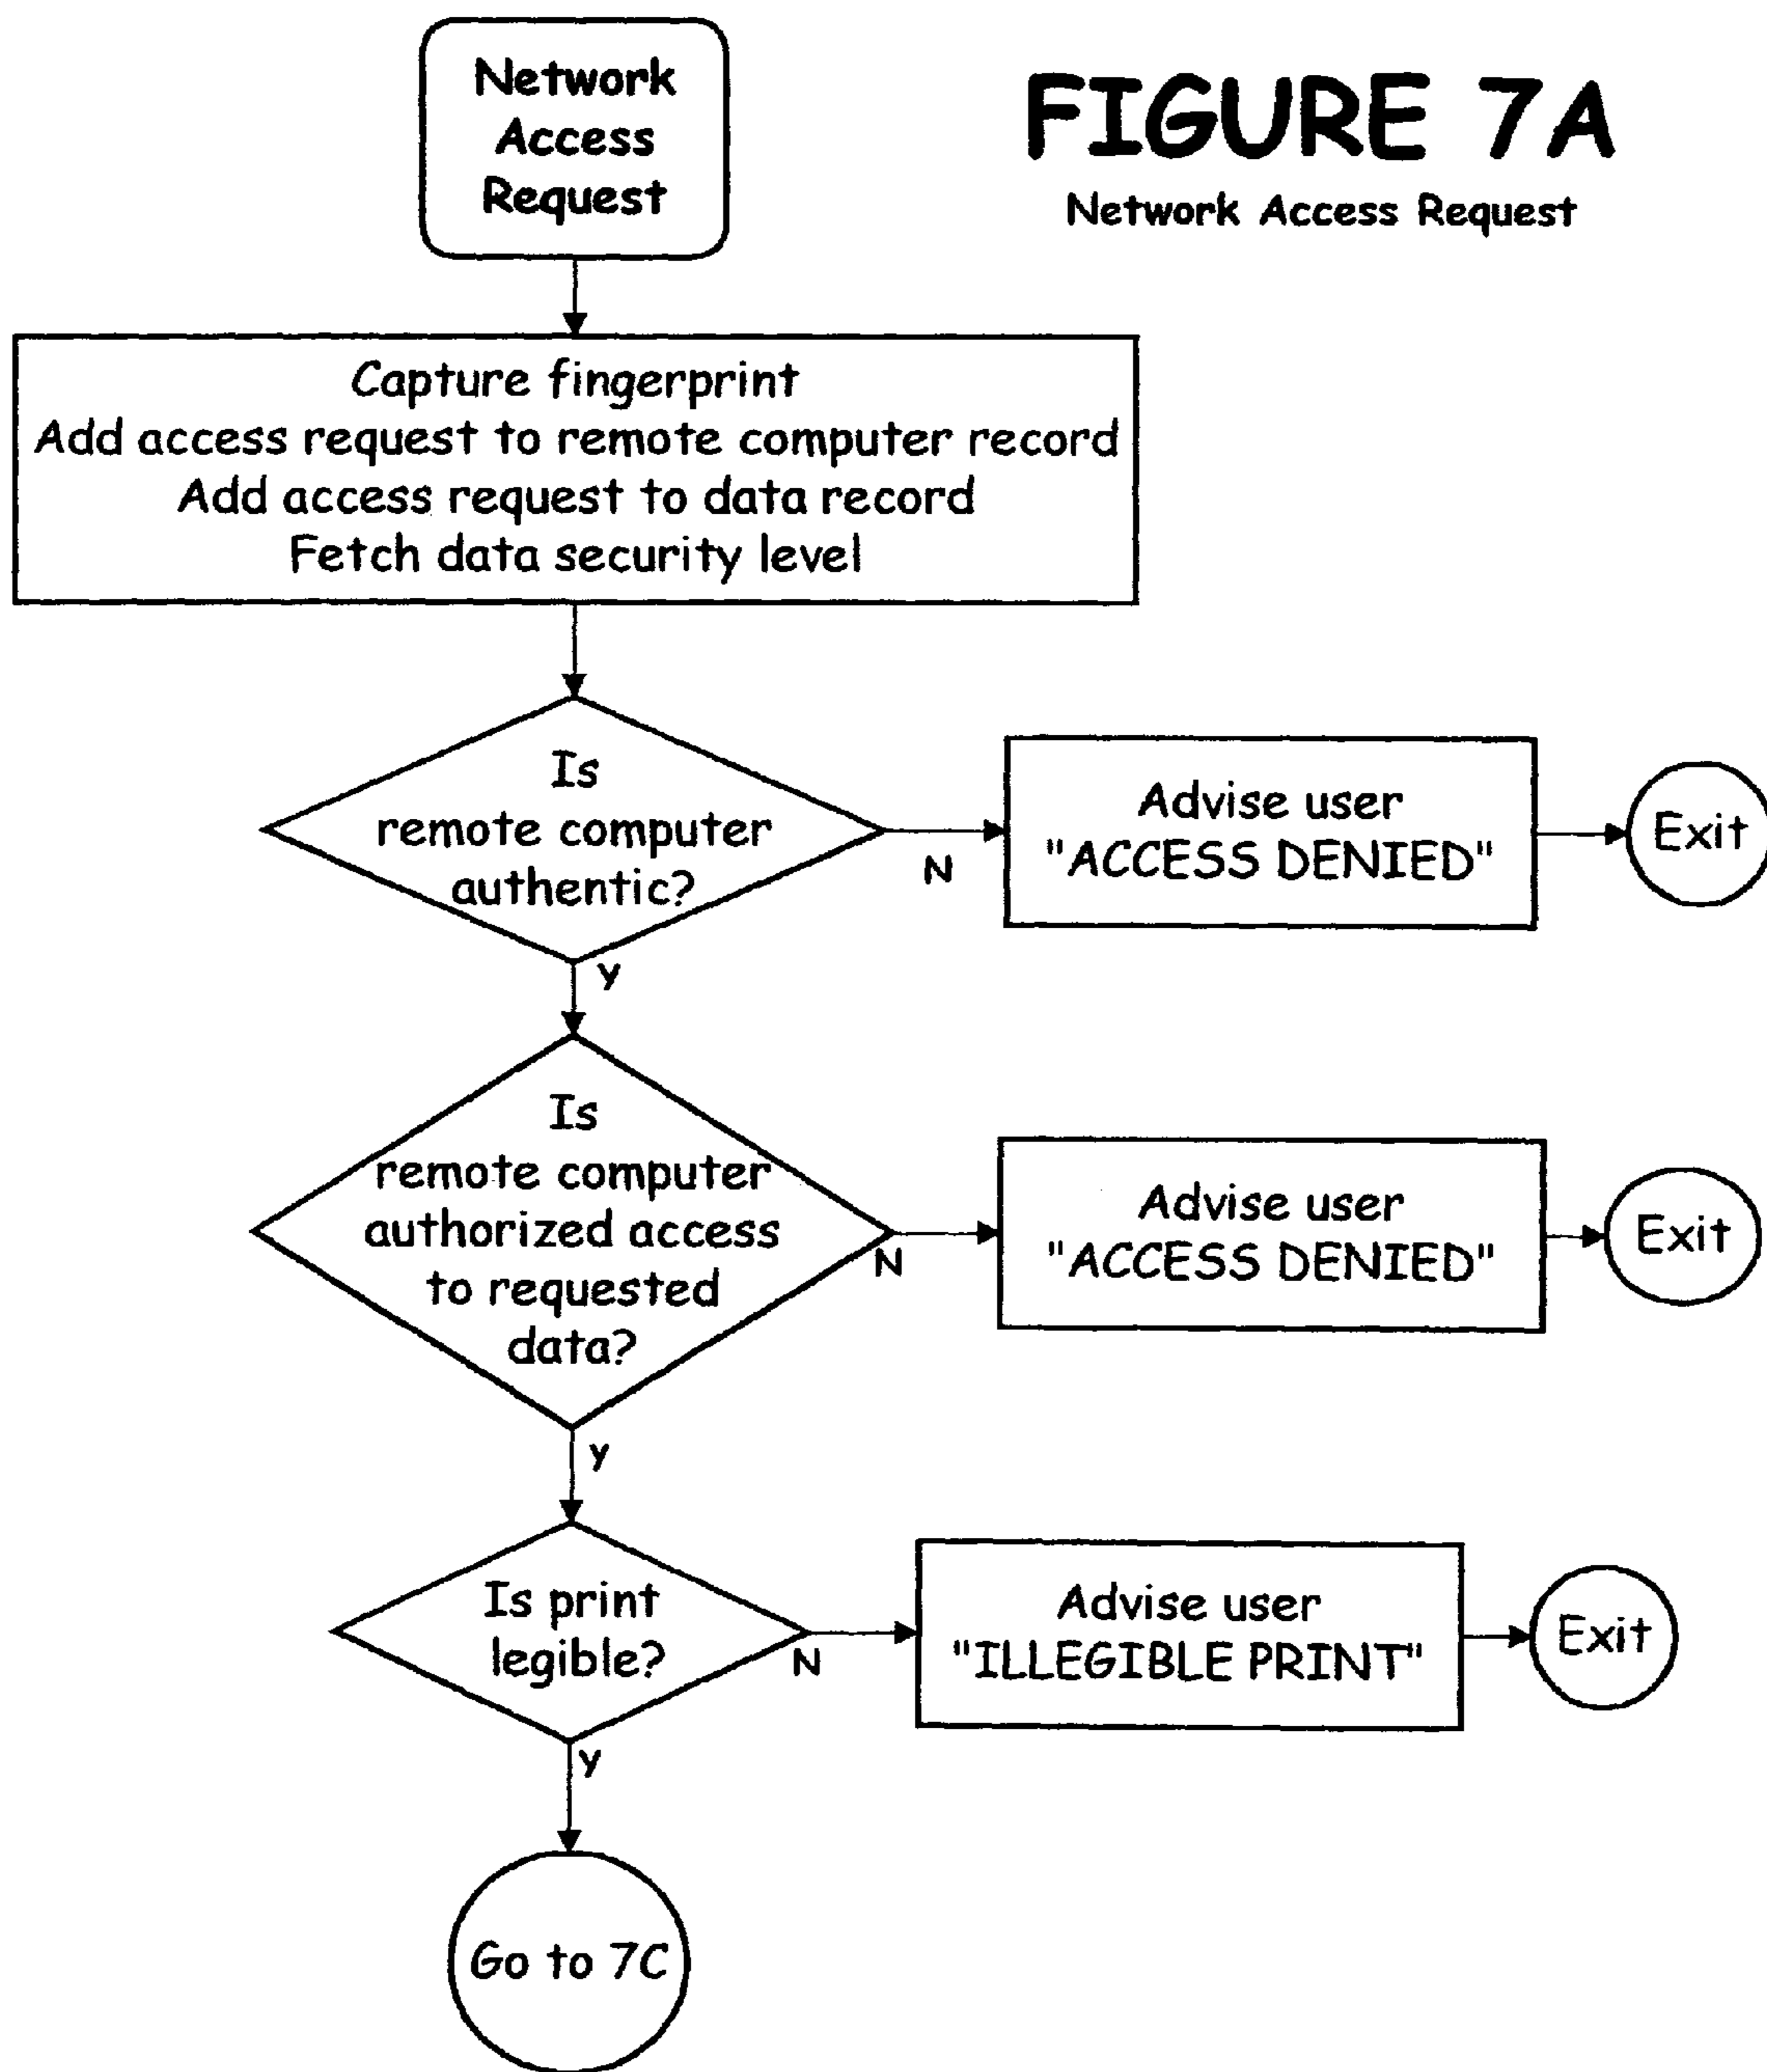 Network
Access
Request
FIGURE 7A
Network Access Request
Capture fingerprint
Add access request to remote computer record
Add access request to data record
Fetch data security level
Is
remote computer
authentic?
N
Advise user
"ACCESS DENIED"
Exit
Y
Is
remote computer
authorized access
to requested
data?
N
Advise user
"ACCESS DENIED"
Exit
Y
Is print
legible?
N
Advise user
"ILLEGIBLE PRINT"
Exit
Y
Go to 7C